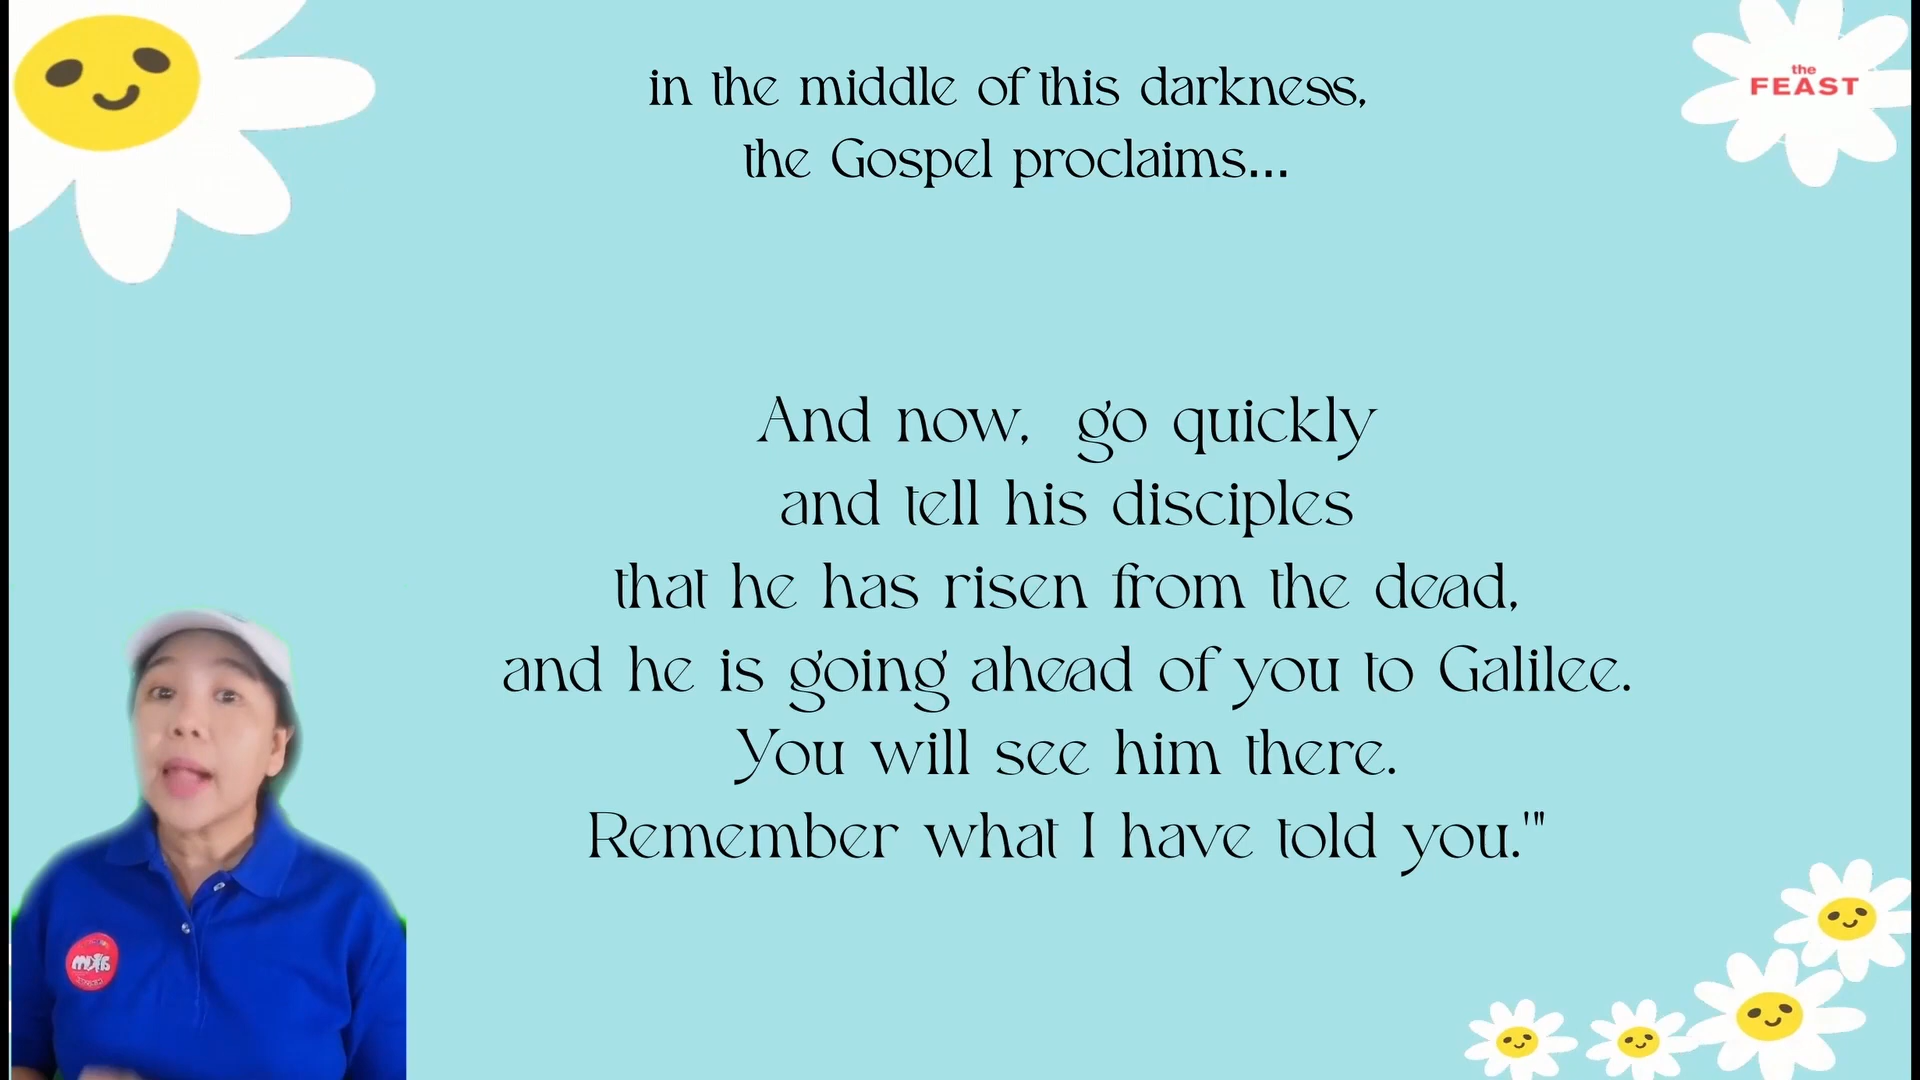 in the middle of this darkness,
the Gospel proclaims...
the
FEAST
And now, go quickly
and tell his disciples
that he has risen from the dead,
and he is going ahead of you to Galilee.
You will see him there.
Remember what I have told you.'"